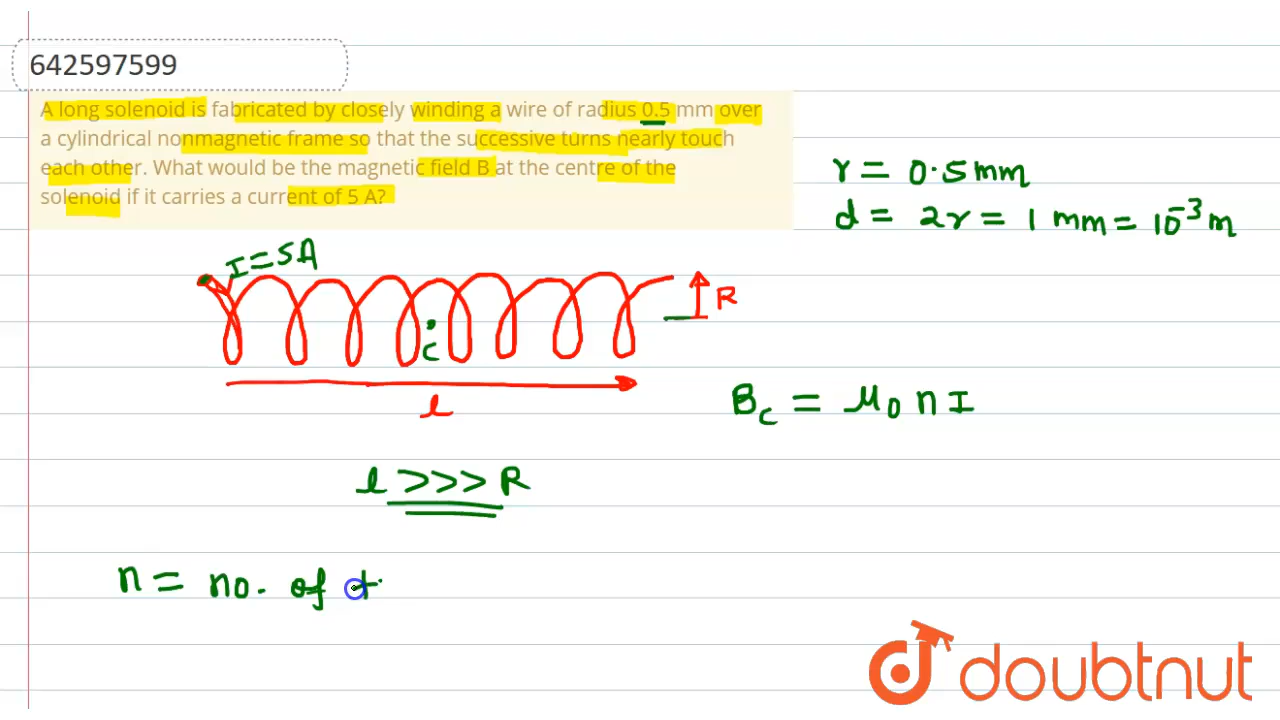 642597599
A long solenoid is fabricated by closely winding a wire of radius 0.5 mm over
a cylindrical nonmagnetic frame so that the successive turns nearly touch
each other. What would be the magnetic field B at the centre of the
solenoid if it carries a current of 5 A?
r = 0.5 mm
d = 2r = 1 mm = 10⁻³ m
I = 5A
R
C
l
B_C = μ₀ n I
l >>> R
n = no. of t
doubtnut